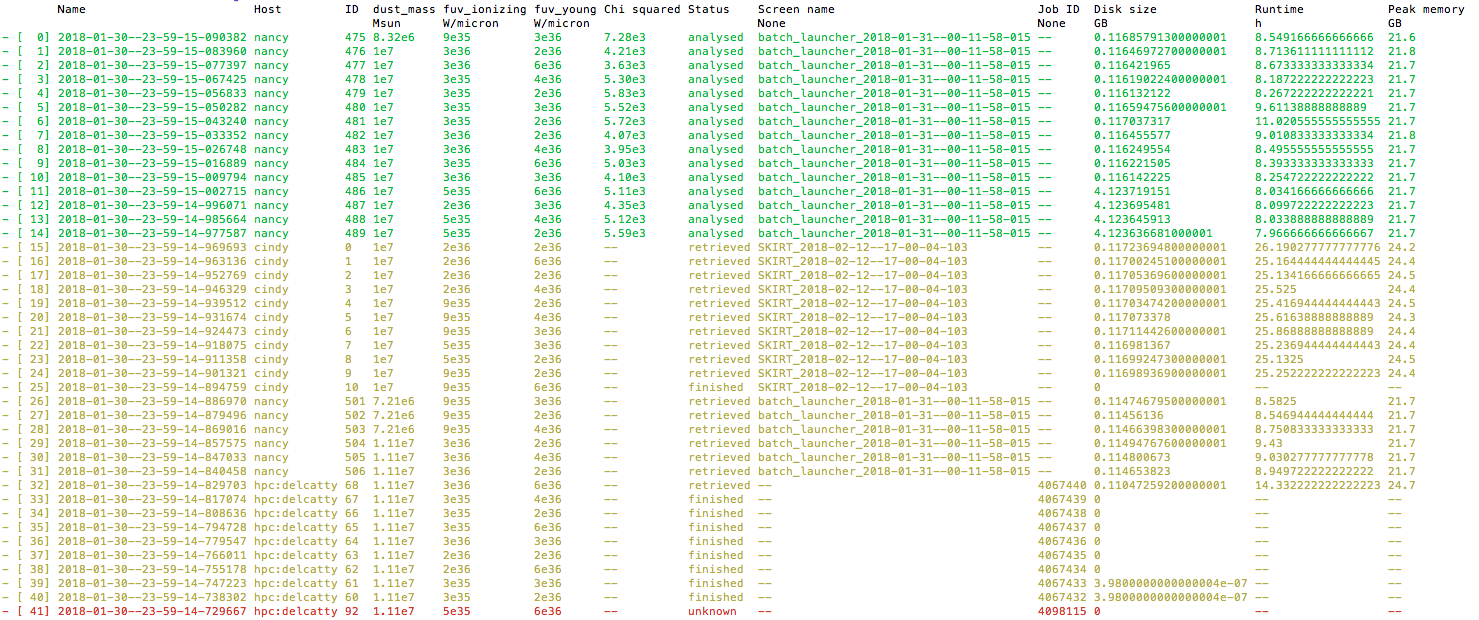 Name Host ID dust_mass fuv_ionizing fuv_young Chi squared Status Screen name Job ID Disk size Runtime Peak memory
Msun W/micron W/micron None None GB h GB
- [ 0] 2018-01-30--23-59-15-090382 nancy 475 8.32e6 9e35 3e36 7.28e3 analysed batch_launcher_2018-01-31--00-11-58-015 -- 0.11685791300000001 8.549166666666666 21.6
- [ 1] 2018-01-30--23-59-15-083960 nancy 476 1e7 3e36 2e36 4.21e3 analysed batch_launcher_2018-01-31--00-11-58-015 -- 0.11646972700000001 8.713611111111112 21.8
- [ 2] 2018-01-30--23-59-15-077397 nancy 477 1e7 2e36 6e36 3.63e3 analysed batch_launcher_2018-01-31--00-11-58-015 -- 0.116421965 8.673333333333334 21.7
- [ 3] 2018-01-30--23-59-15-067425 nancy 478 1e7 3e35 4e36 5.30e3 analysed batch_launcher_2018-01-31--00-11-58-015 -- 0.11619022400000001 8.187222222222223 21.7
- [ 4] 2018-01-30--23-59-15-056833 nancy 479 1e7 3e35 2e36 5.83e3 analysed batch_launcher_2018-01-31--00-11-58-015 -- 0.116132122 8.267222222222221 21.7
- [ 5] 2018-01-30--23-59-15-050282 nancy 480 1e7 3e35 3e36 5.52e3 analysed batch_launcher_2018-01-31--00-11-58-015 -- 0.11659475600000001 9.61138888888889 21.7
- [ 6] 2018-01-30--23-59-15-043240 nancy 481 1e7 3e35 2e36 5.72e3 analysed batch_launcher_2018-01-31--00-11-58-015 -- 0.117037317 11.020555555555555 21.7
- [ 7] 2018-01-30--23-59-15-033352 nancy 482 1e7 3e36 3e36 4.07e3 analysed batch_launcher_2018-01-31--00-11-58-015 -- 0.116455577 9.010833333333334 21.8
- [ 8] 2018-01-30--23-59-15-026748 nancy 483 1e7 3e36 4e36 3.95e3 analysed batch_launcher_2018-01-31--00-11-58-015 -- 0.116249554 8.495555555555555 21.7
- [ 9] 2018-01-30--23-59-15-016889 nancy 484 1e7 3e35 6e36 5.03e3 analysed batch_launcher_2018-01-31--00-11-58-015 -- 0.116221505 8.393333333333333 21.7
- [ 10] 2018-01-30--23-59-15-009794 nancy 485 1e7 3e36 3e36 4.10e3 analysed batch_launcher_2018-01-31--00-11-58-015 -- 0.116142225 8.254722222222222 21.7
- [ 11] 2018-01-30--23-59-15-002715 nancy 486 1e7 5e35 6e36 5.11e3 analysed batch_launcher_2018-01-31--00-11-58-015 -- 4.123719151 8.034166666666666 21.7
- [ 12] 2018-01-30--23-59-14-996071 nancy 487 1e7 3e36 2e36 4.35e3 analysed batch_launcher_2018-01-31--00-11-58-015 -- 4.123695481 8.099722222222223 21.7
- [ 13] 2018-01-30--23-59-14-985664 nancy 488 1e7 5e35 4e36 5.12e3 analysed batch_launcher_2018-01-31--00-11-58-015 -- 4.123645913 8.033888888888889 21.7
- [ 14] 2018-01-30--23-59-14-977587 nancy 489 1e7 5e35 2e36 5.59e3 analysed batch_launcher_2018-01-31--00-11-58-015 -- 4.123636681000001 7.966666666666667 21.7
- [ 15] 2018-01-30--23-59-14-969693 cindy 0 1e7 2e36 2e36 -- retrieved SKIRT_2018-02-12--17-00-04-103 -- 0.11723694800000001 26.190277777777776 24.2
- [ 16] 2018-01-30--23-59-14-963136 cindy 1 1e7 2e36 6e36 -- retrieved SKIRT_2018-02-12--17-00-04-103 -- 0.11700245100000001 25.164444444444445 24.4
- [ 17] 2018-01-30--23-59-14-952769 cindy 2 1e7 2e36 3e36 -- retrieved SKIRT_2018-02-12--17-00-04-103 -- 0.11705369600000001 25.134166666666665 24.5
- [ 18] 2018-01-30--23-59-14-946329 cindy 3 1e7 2e36 4e36 -- retrieved SKIRT_2018-02-12--17-00-04-103 -- 0.11709509300000001 25.525 24.4
- [ 19] 2018-01-30--23-59-14-939512 cindy 4 1e7 9e35 2e36 -- retrieved SKIRT_2018-02-12--17-00-04-103 -- 0.11703474200000001 25.416944444444443 24.5
- [ 20] 2018-01-30--23-59-14-931674 cindy 5 1e7 9e35 4e36 -- retrieved SKIRT_2018-02-12--17-00-04-103 -- 0.117073378 25.61638888888889 24.3
- [ 21] 2018-01-30--23-59-14-924473 cindy 6 1e7 9e35 3e36 -- retrieved SKIRT_2018-02-12--17-00-04-103 -- 0.11711442600000001 25.86888888888889 24.4
- [ 22] 2018-01-30--23-59-14-918075 cindy 7 1e7 5e35 3e36 -- retrieved SKIRT_2018-02-12--17-00-04-103 -- 0.116981367 25.236944444444443 24.4
- [ 23] 2018-01-30--23-59-14-911358 cindy 8 1e7 5e35 2e36 -- retrieved SKIRT_2018-02-12--17-00-04-103 -- 0.11699247300000001 25.1325 24.5
- [ 24] 2018-01-30--23-59-14-901321 cindy 9 1e7 9e35 3e36 -- retrieved SKIRT_2018-02-12--17-00-04-103 -- 0.11698936900000001 25.252222222222223 24.4
- [ 25] 2018-01-30--23-59-14-894759 cindy 10 1e7 9e35 6e36 -- finished SKIRT_2018-02-12--17-00-04-103 -- 0 -- --
- [ 26] 2018-01-30--23-59-14-886970 nancy 501 7.21e6 9e35 3e36 -- retrieved batch_launcher_2018-01-31--00-11-58-015 -- 0.11474679500000001 8.5825 21.7
- [ 27] 2018-01-30--23-59-14-879496 nancy 502 7.21e6 9e35 2e36 -- retrieved batch_launcher_2018-01-31--00-11-58-015 -- 0.11456136 8.546944444444444 21.7
- [ 28] 2018-01-30--23-59-14-869016 nancy 503 7.21e6 9e35 4e36 -- retrieved batch_launcher_2018-01-31--00-11-58-015 -- 0.11466398300000001 8.750833333333333 21.7
- [ 29] 2018-01-30--23-59-14-857575 nancy 504 1.11e7 3e35 3e36 -- retrieved batch_launcher_2018-01-31--00-11-58-015 -- 0.11494767600000001 9.43 21.7
- [ 30] 2018-01-30--23-59-14-847033 nancy 505 1.11e7 3e36 4e36 -- retrieved batch_launcher_2018-01-31--00-11-58-015 -- 0.114800673 9.030277777777778 21.7
- [ 31] 2018-01-30--23-59-14-840458 nancy 506 1.11e7 3e36 2e36 -- retrieved batch_launcher_2018-01-31--00-11-58-015 -- 0.114653823 8.949722222222222 21.7
- [ 32] 2018-01-30--23-59-14-829703 hpc:delcatty 68 1.11e7 3e36 6e36 -- retrieved -- 4067440 0.11047259200000001 14.332222222222223 24.7
- [ 33] 2018-01-30--23-59-14-817074 hpc:delcatty 67 1.11e7 3e35 4e36 -- finished -- 4067439 0 -- --
- [ 34] 2018-01-30--23-59-14-808636 hpc:delcatty 66 1.11e7 3e35 2e36 -- finished -- 4067438 0 -- --
- [ 35] 2018-01-30--23-59-14-794728 hpc:delcatty 65 1.11e7 3e35 6e36 -- finished -- 4067437 0 -- --
- [ 36] 2018-01-30--23-59-14-779547 hpc:delcatty 64 1.11e7 3e36 3e36 -- finished -- 4067436 0 -- --
- [ 37] 2018-01-30--23-59-14-766011 hpc:delcatty 63 1.11e7 2e36 2e36 -- finished -- 4067435 0 -- --
- [ 38] 2018-01-30--23-59-14-755178 hpc:delcatty 62 1.11e7 2e36 6e36 -- finished -- 4067434 0 -- --
- [ 39] 2018-01-30--23-59-14-747223 hpc:delcatty 61 1.11e7 3e35 3e36 -- finished -- 4067433 3.9800000000000004e-07 -- --
- [ 40] 2018-01-30--23-59-14-738302 hpc:delcatty 60 1.11e7 3e35 2e36 -- finished -- 4067432 3.9800000000000004e-07 -- --
- [ 41] 2018-01-30--23-59-14-729667 hpc:delcatty 92 1.11e7 5e35 6e36 -- unknown -- 4098115 0 -- --